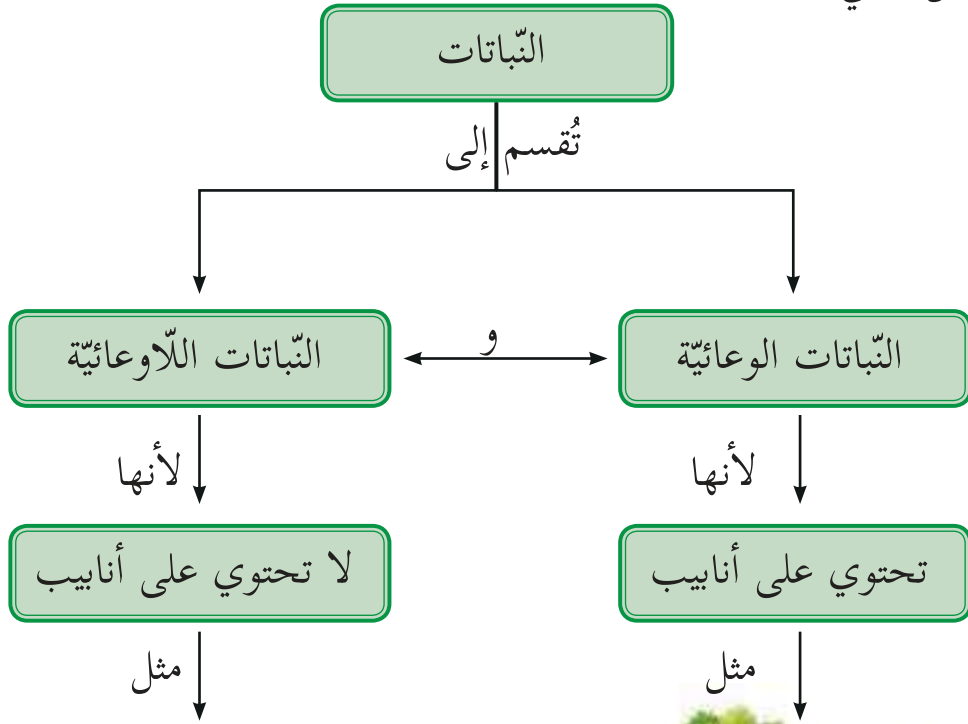 النّباتات
تُقسم إلى
النّباتات الوعائيّة
و
النّباتات اللّاوعائيّة
لأنها
لأنها
تحتوي على أنابيب
لا تحتوي على أنابيب
مثل
مثل